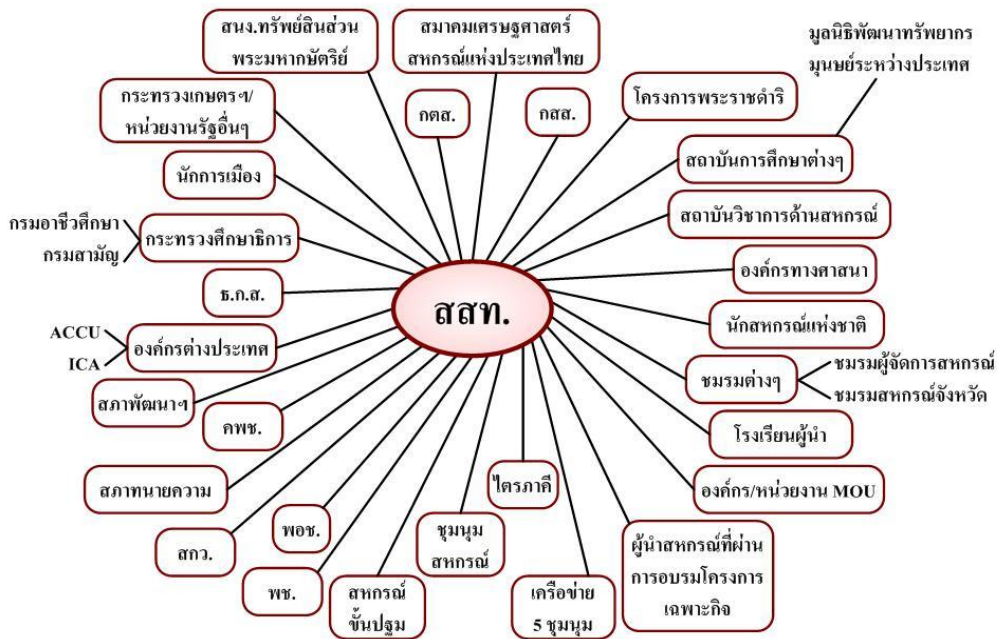 สนง.ทรัพย์สินส่วน
พระมหากษัตริย์
สมาคมเศรษฐศาสตร์
สหกรณ์แห่งประเทศไทย
มูลนิธิพัฒนาทรัพยากร
มุนษย์ระหว่างประเทศ
กระทรวงเกษตรฯ/
หน่วยงานรัฐอื่นๆ
กตส.
กสส.
โครงการพระราชดำริ
นักการเมือง
สถาบันการศึกษาต่างๆ
สถาบันวิชาการด้านสหกรณ์
กรมอาชีวศึกษา
กรมสามัญ
กระทรวงศึกษาธิการ
องค์กรทางศาสนา
ธ.ก.ส.
สสท.
นักสหกรณ์แห่งชาติ
ACCU
ICA
องค์กรต่างประเทศ
ชมรมต่างๆ
ชมรมผู้จัดการสหกรณ์
ชมรมสหกรณ์จังหวัด
สภาพัฒนาฯ
คพช.
โรงเรียนผู้นำ
สภาทนายความ
ไตรภาคี
องค์กร/หน่วยงาน MOU
สกว.
พอช.
ชุมนุม
สหกรณ์
ผู้นำสหกรณ์ที่ผ่าน
การอบรมโครงการ
เฉพาะกิจ
พช.
สหกรณ์
ขั้นปฐม
เครือข่าย
5 ชุมนุม